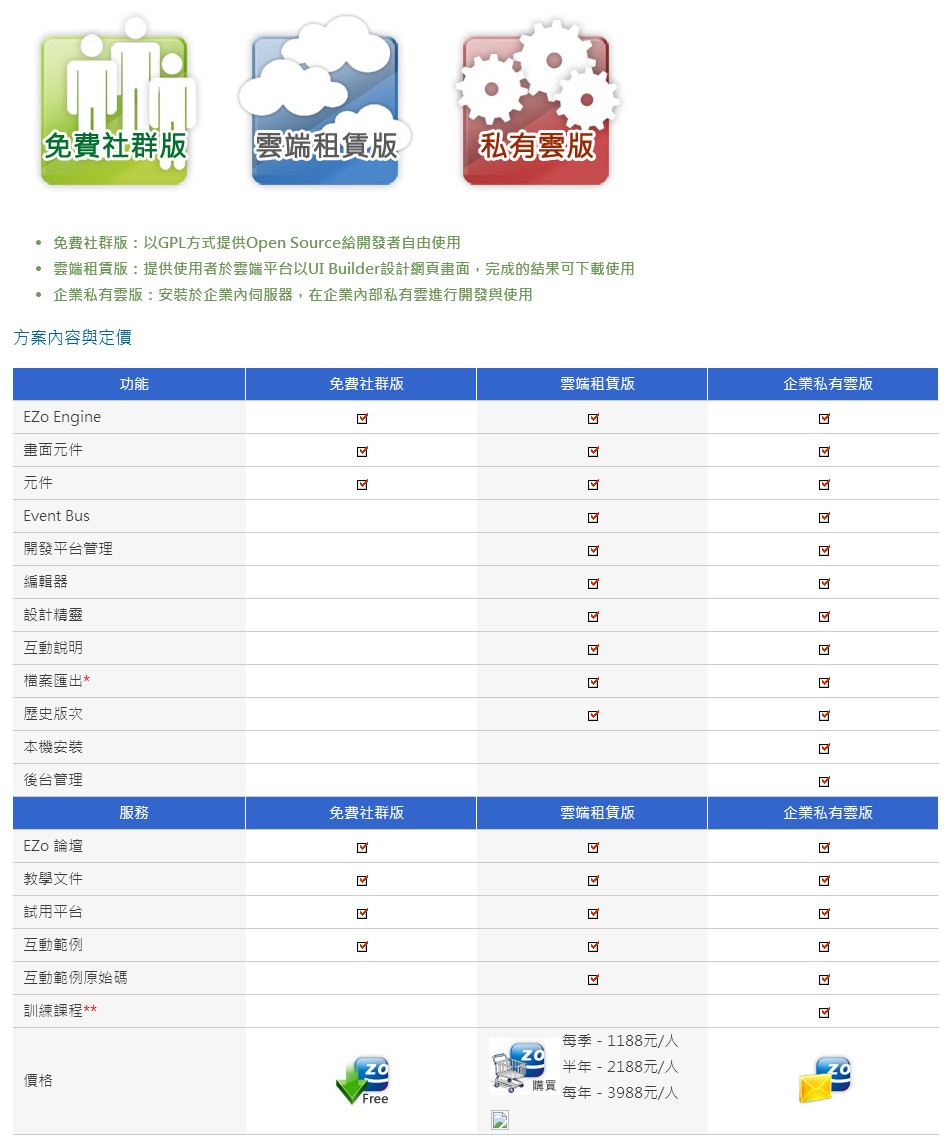 免費社群版 雲端租賃版 私有雲版
免費社群版：以GPL方式提供Open Source給開發者自由使用
雲端租賃版：提供使用者於雲端平台以UI Builder設計網頁畫面，完成的結果可下載使用
企業私有雲版：安裝於企業內伺服器，在企業內部私有雲進行開發與使用
方案內容與定價
功能 免費社群版 雲端租賃版 企業私有雲版
EZo Engine
畫面元件
元件
Event Bus
開發平台管理
編輯器
設計精靈
互動說明
檔案匯出*
歷史版次
本機安裝
後台管理
服務 免費社群版 雲端租賃版 企業私有雲版
EZo 論壇
教學文件
試用平台
互動範例
互動範例原始碼
訓練課程**
價格
ZO
Free
ZO
購買
每季 - 1188元/人
半年 - 2188元/人
每年 - 3988元/人
ZO